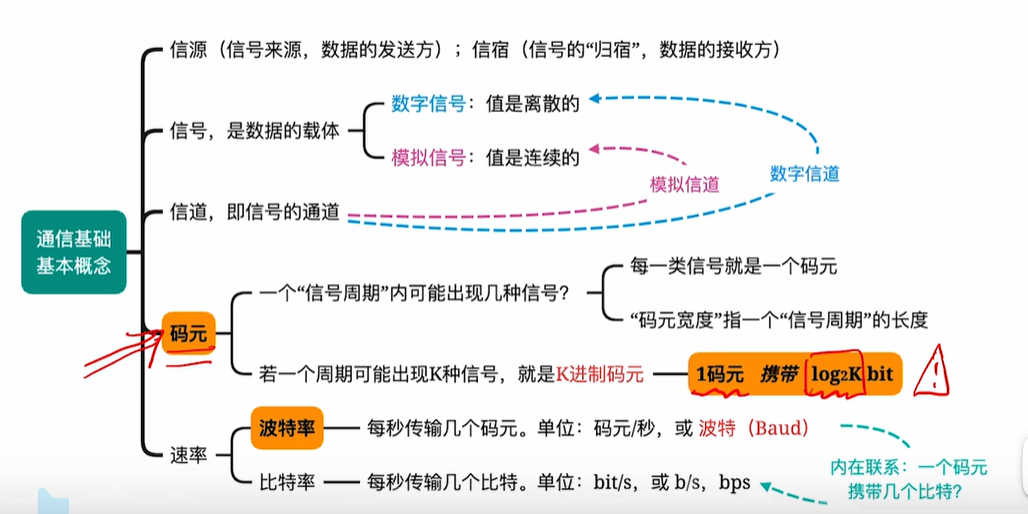 信源（信号来源，数据的发送方）；信宿（信号的“归宿”，数据的接收方）
信号，是数据的载体
数字信号：值是离散的
模拟信号：值是连续的
数字信道
模拟信道
信道，即信号的通道
通信基础
基本概念
码元
一个“信号周期”内可能出现几种信号？
每一类信号就是一个码元
“码元宽度”指一个“信号周期”的长度
若一个周期可能出现K种信号，就是K进制码元
1码元 携带 log₂K bit
!
速率
波特率
每秒传输几个码元。单位：码元/秒，或 波特（Baud）
比特率
每秒传输几个比特。单位：bit/s，或 b/s，bps
内在联系：一个码元
携带几个比特？